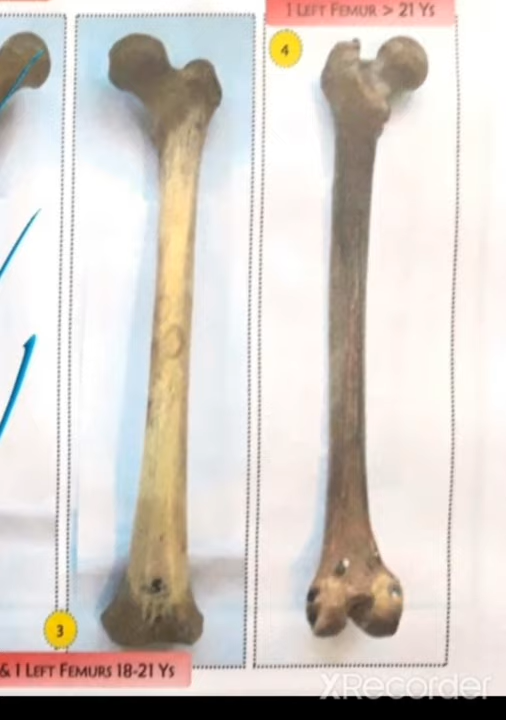 1 LEFT FEMUR > 21 YS
4
3
& 1 LEFT FEMURS 18-21 YS
XRecorder